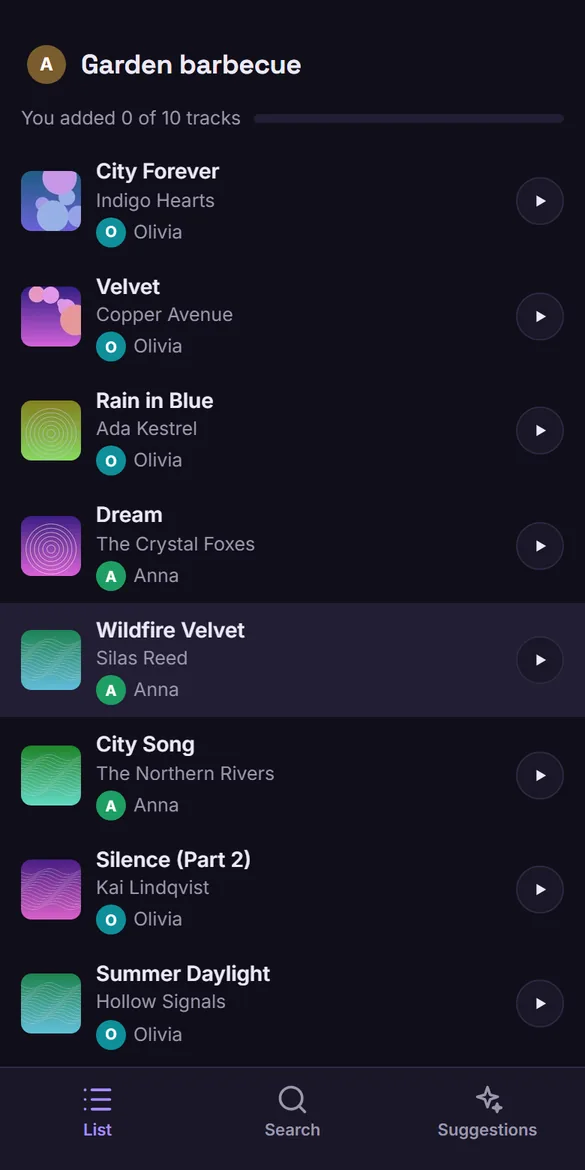 A Garden barbecue
You added 0 of 10 tracks
City Forever
Indigo Hearts
O Olivia
Velvet
Copper Avenue
O Olivia
Rain in Blue
Ada Kestrel
O Olivia
Dream
The Crystal Foxes
A Anna
Wildfire Velvet
Silas Reed
A Anna
City Song
The Northern Rivers
A Anna
Silence (Part 2)
Kai Lindqvist
O Olivia
Summer Daylight
Hollow Signals
O Olivia
List Search Suggestions